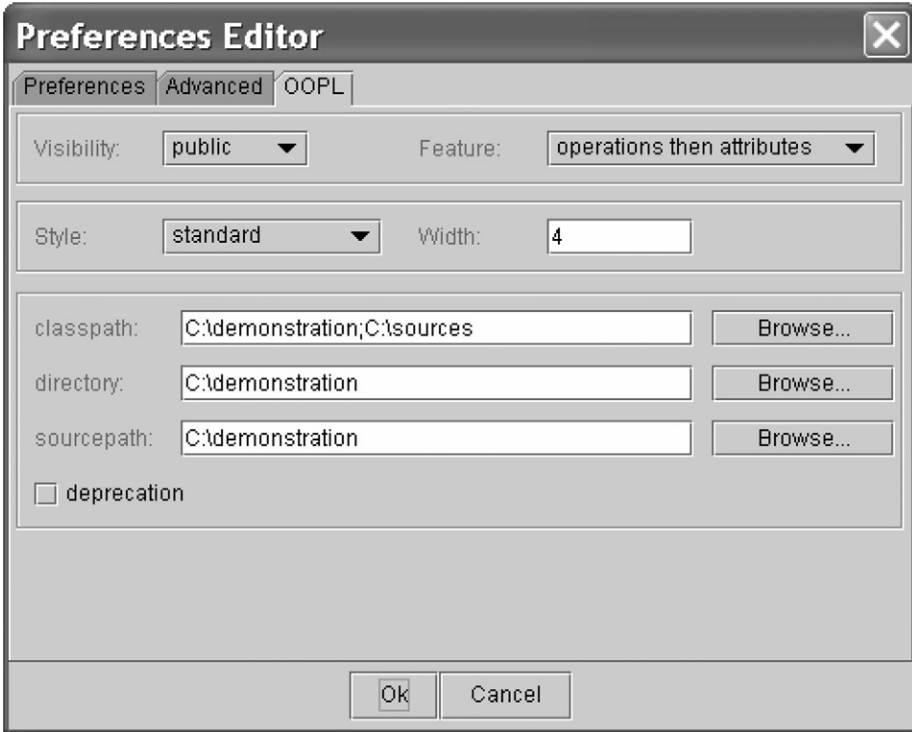 Preferences Editor
Preferences Advanced OOPL
Visibility: public Feature: operations then attributes
Style: standard Width: 4
classpath: C:\demonstration;C:\sources Browse...
directory: C:\demonstration Browse...
sourcepath: C:\demonstration Browse...
deprecation
Ok Cancel